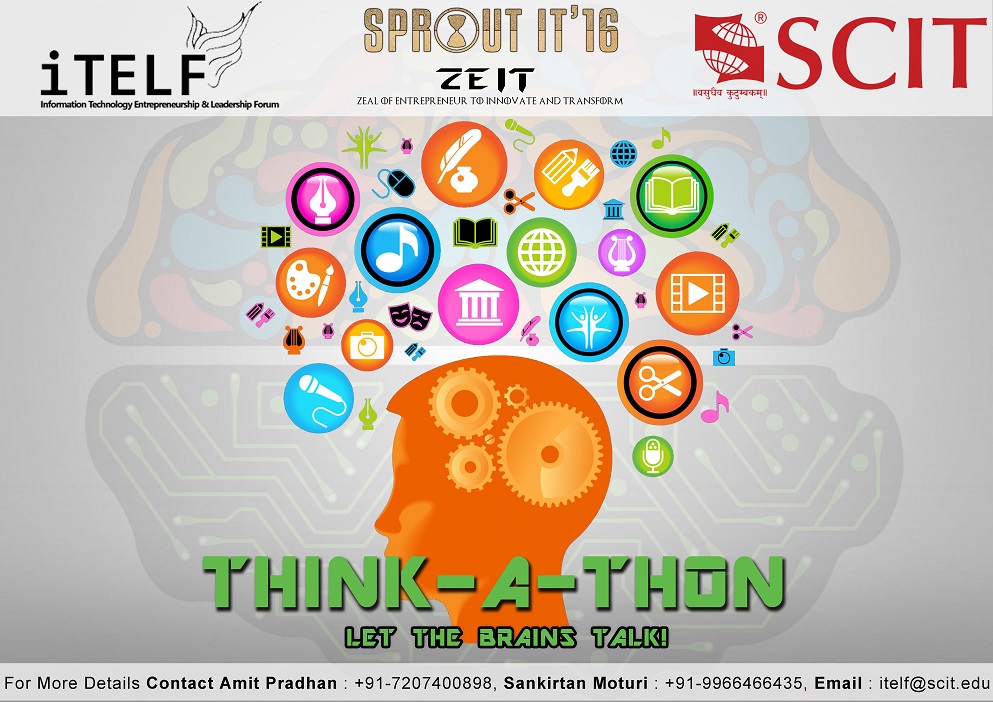 iTELF
Information Technology Entrepreneurship & Leadership Forum
SPROUT IT'16
ZEIT
ZEAL OF ENTREPRENEUR TO INNOVATE AND TRANSFORM
®
SCIT
॥वसुधैव कुटुम्बकम्॥
THINK-A-THON
LET THE BRAINS TALK!
For More Details Contact Amit Pradhan : +91-7207400898, Sankirtan Moturi : +91-9966466435, Email : itelf@scit.edu